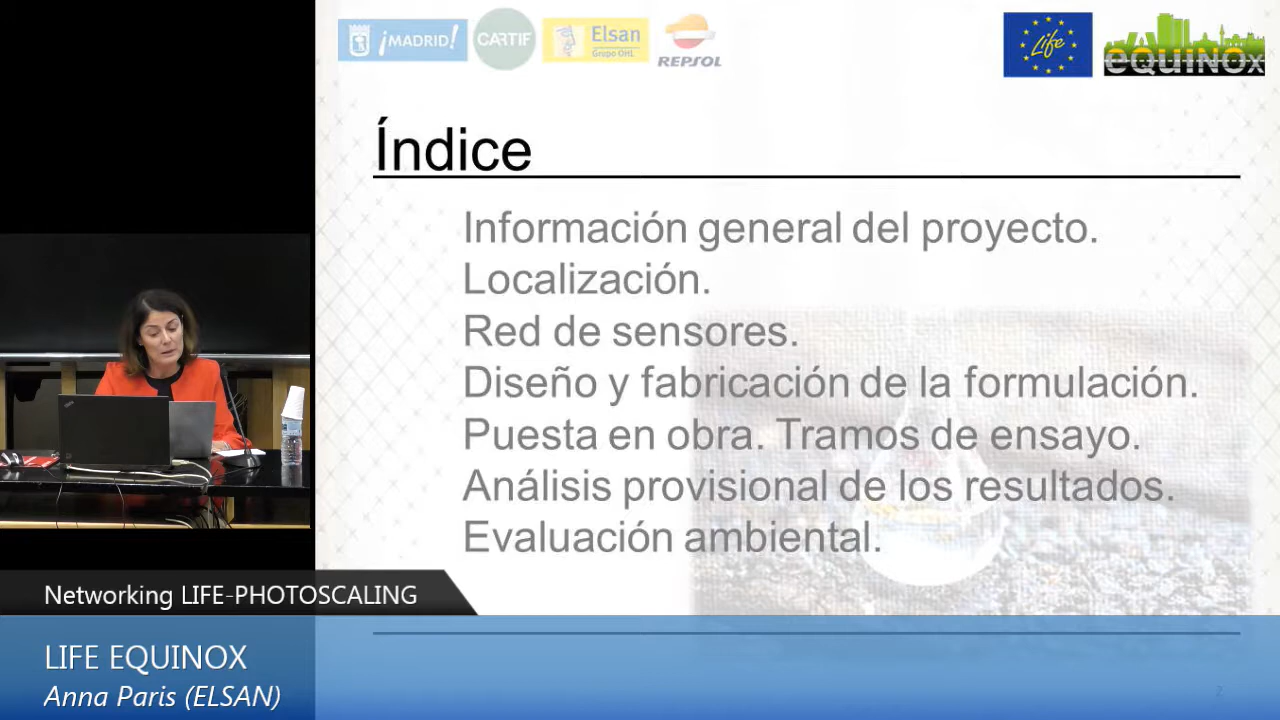 ¡MADRID!
CARTIF
Elsan
Grupo OHL
REPSOL
Life
eQUINOx
Índice
Información general del proyecto.
Localización.
Red de sensores.
Diseño y fabricación de la formulación.
Puesta en obra. Tramos de ensayo.
Análisis provisional de los resultados.
Evaluación ambiental.
Networking LIFE-PHOTOSCALING
LIFE EQUINOX
Anna Paris (ELSAN)
2